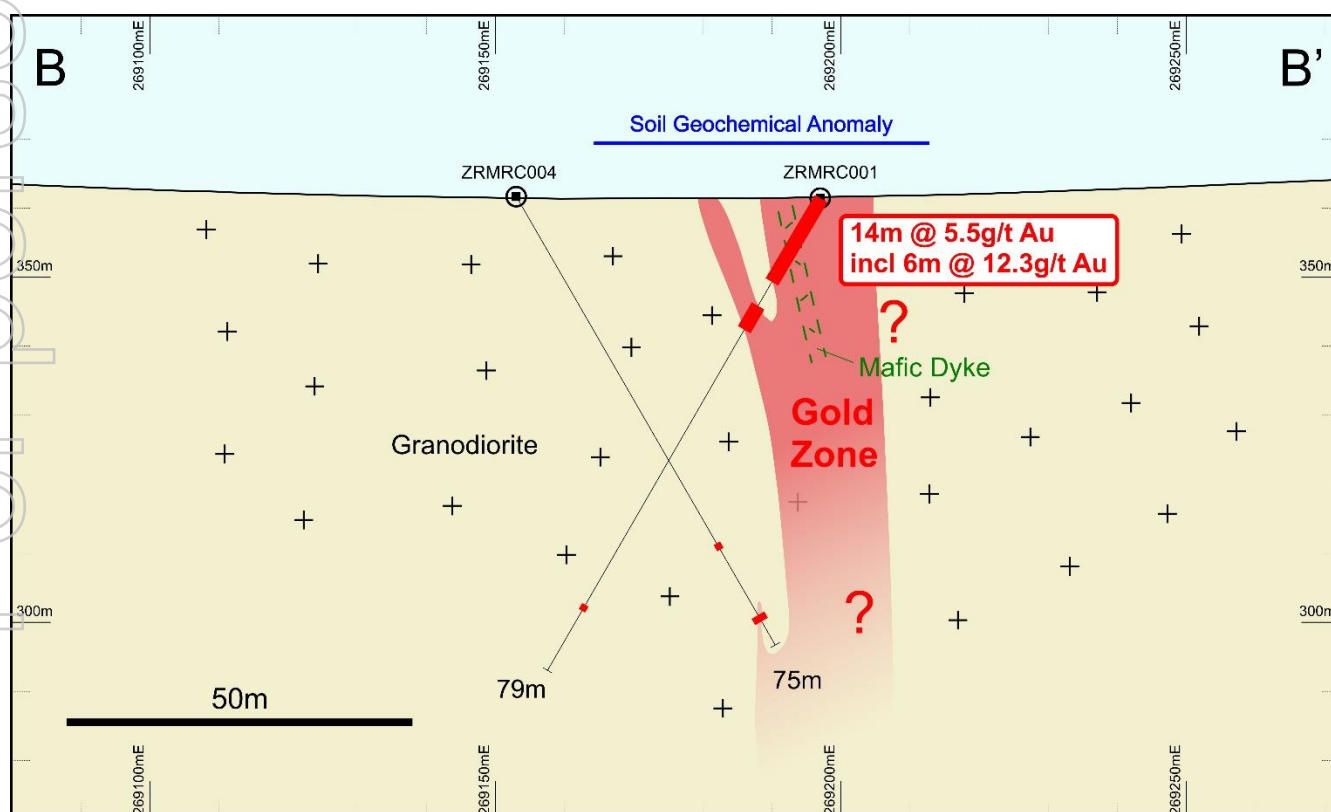 269100mE
269150mE
269200mE
269250mE
B
B'
Soil Geochemical Anomaly
ZRMRC004
ZRMRC001
14m @ 5.5g/t Au
incl 6m @ 12.3g/t Au
350m
350m
?
Mafic Dyke
Gold
Zone
Granodiorite
?
300m
300m
79m
75m
50m
269100mE
269150mE
269200mE
269250mE